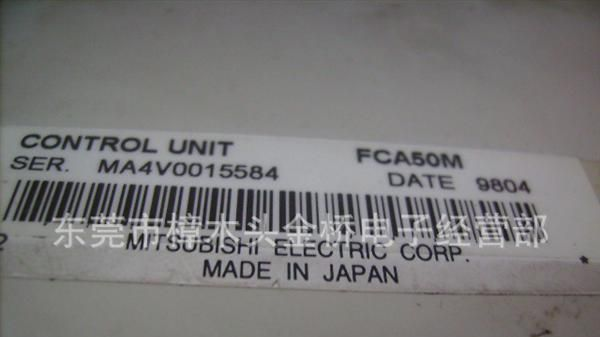 CONTROL UNIT FCA50M
SER. MA4V0015584 DATE 9804
东莞市樟木头金桥电子经营部
2 MITSUBISHI ELECTRIC CORP. *
MADE IN JAPAN